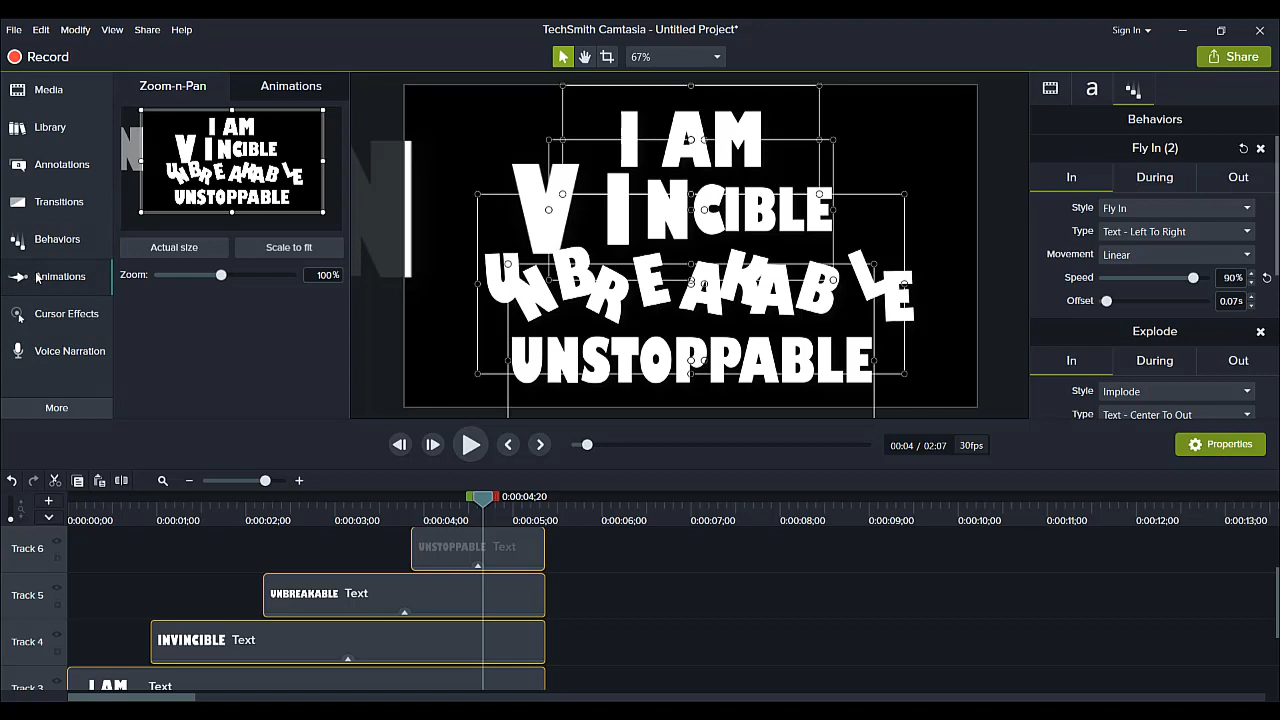 TechSmith Camtasia - Untitled Project*
File Edit Modify View Share Help
Sign In
Record
67%
Share
Media
Library
Annotations
Transitions
Behaviors
Animations
Cursor Effects
Voice Narration
More
Zoom-n-Pan Animations
I AM
V INCIBLE
UNBREAKABLE
UNSTOPPABLE
Actual size Scale to fit
Zoom: 100%
N
I AM
V INCIBLE
UNBREAKABLE
UNSTOPPABLE
Behaviors
Fly In (2)
In During Out
Style Fly In
Type Text - Left To Right
Movement Linear
Speed 90%
Offset 0.07s
Explode
In During Out
Style Implode
Type Text - Center To Out
00:04 / 02:07 30fps
Properties
0:00:04;20
0:00:00;00 0:00:01;00 0:00:02;00 0:00:03;00 0:00:04;00 0:00:05;00 0:00:06;00 0:00:07;00 0:00:08;00 0:00:09;00 0:00:10;00 0:00:11;00 0:00:12;00 0:00:13;00
Track 6 UNSTOPPABLE Text
Track 5 UNBREAKABLE Text
Track 4 INVINCIBLE Text
Track 3 I AM Text